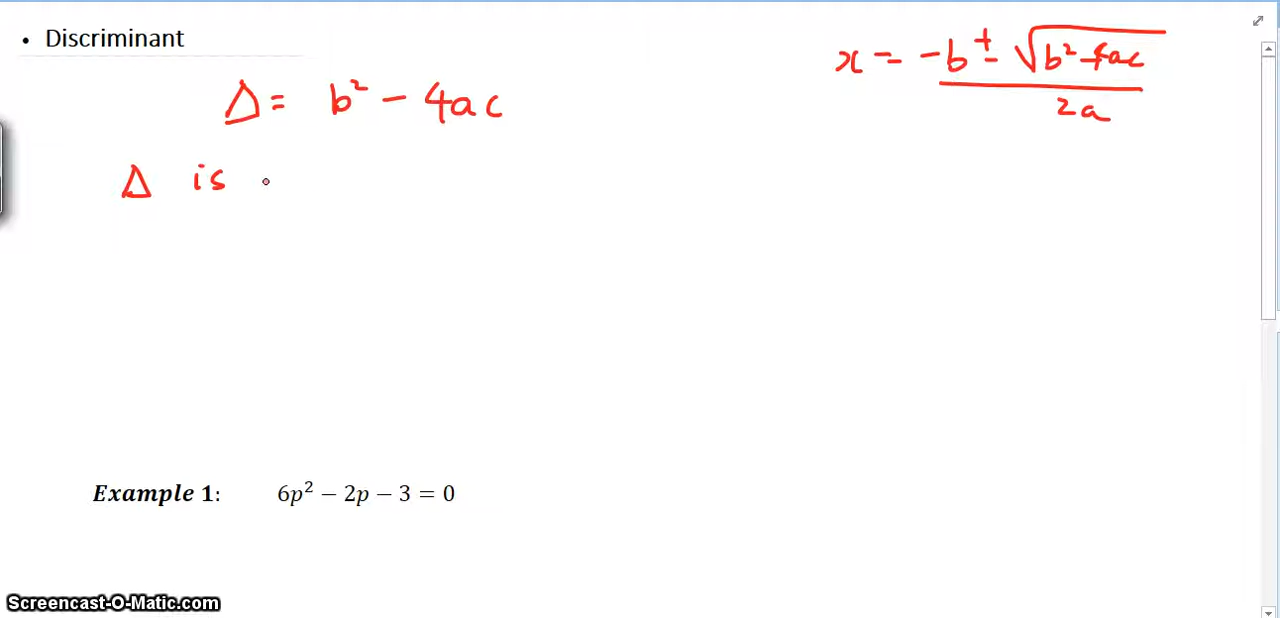 • Discriminant
x = -b ± √b² - 4ac
2a
Δ = b² - 4ac
Δ is
Example 1: 6p² − 2p − 3 = 0
Screencast-O-Matic.com